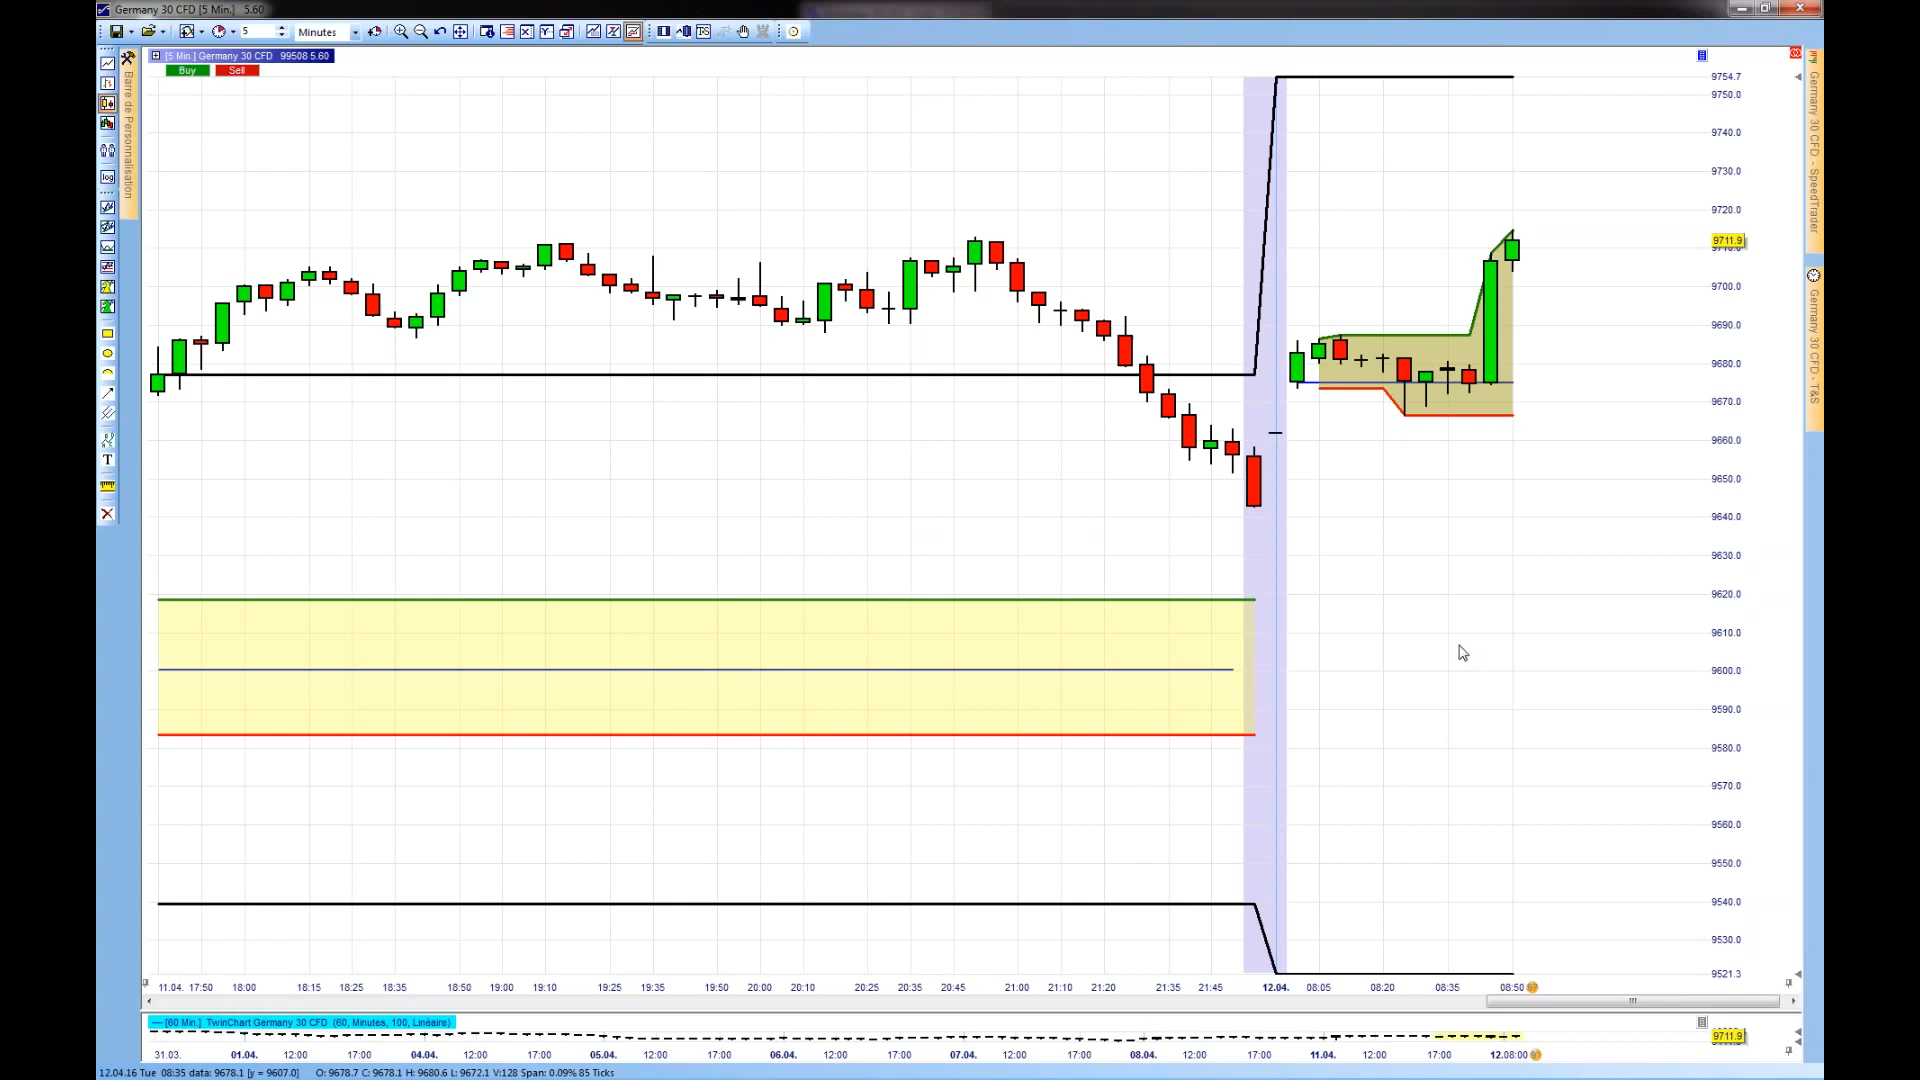 Germany 30 CFD [5 Min.] 5.60
5 Minutes
[5 Min.] Germany 30 CFD 99508 5.60
Buy Sell
Barre de Personnalisation
log
T
Germany 30 CFD - SpeedTrader
Germany 30 CFD - T&S
9754.7
9750.0
9740.0
9730.0
9720.0
9711.9
9700.0
9690.0
9680.0
9670.0
9660.0
9650.0
9640.0
9630.0
9620.0
9610.0
9600.0
9590.0
9580.0
9570.0
9560.0
9550.0
9540.0
9530.0
9521.3
11.04. 17:50 18:00 18:15 18:25 18:35 18:50 19:00 19:10 19:25 19:35 19:50 20:00 20:10 20:25 20:35 20:45 21:00 21:10 21:20 21:35 21:45 12.04. 08:05 08:20 08:35 08:50
[60 Min.] TwinChart Germany 30 CFD (60, Minutes, 100, Linéaire)
9711.9
31.03. 01.04. 12:00 17:00 04.04. 12:00 17:00 05.04. 12:00 17:00 06.04. 12:00 17:00 07.04. 12:00 17:00 08.04. 12:00 17:00 11.04. 12:00 17:00 12.08:00
12.04.16 Tue 08:35 data: 9678.1 [y = 9607.0] O: 9678.7 C: 9678.1 H: 9680.6 L: 9672.1 V:128 Span: 0.09% 85 Ticks